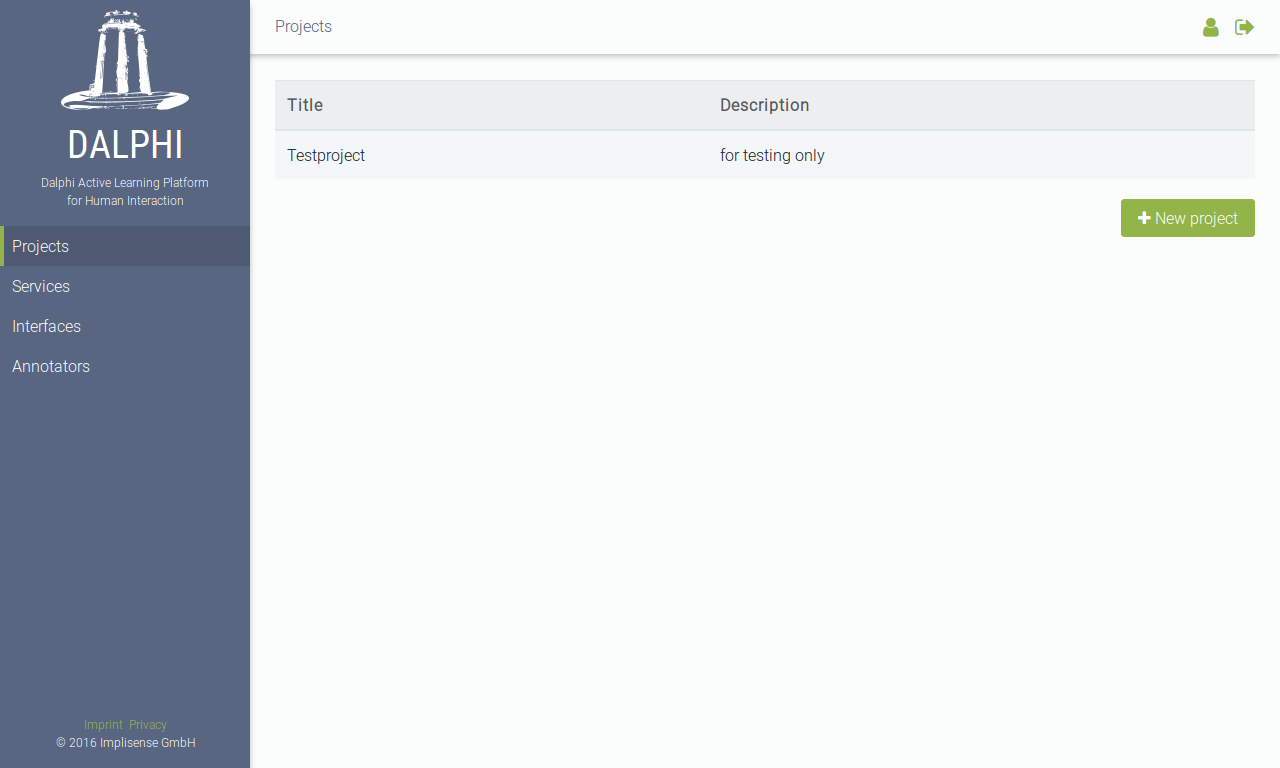 DALPHI
Dalphi Active Learning Platform
for Human Interaction
Projects
Services
Interfaces
Annotators
Imprint Privacy
© 2016 Implisense GmbH
Projects
Title Description
Testproject for testing only
New project